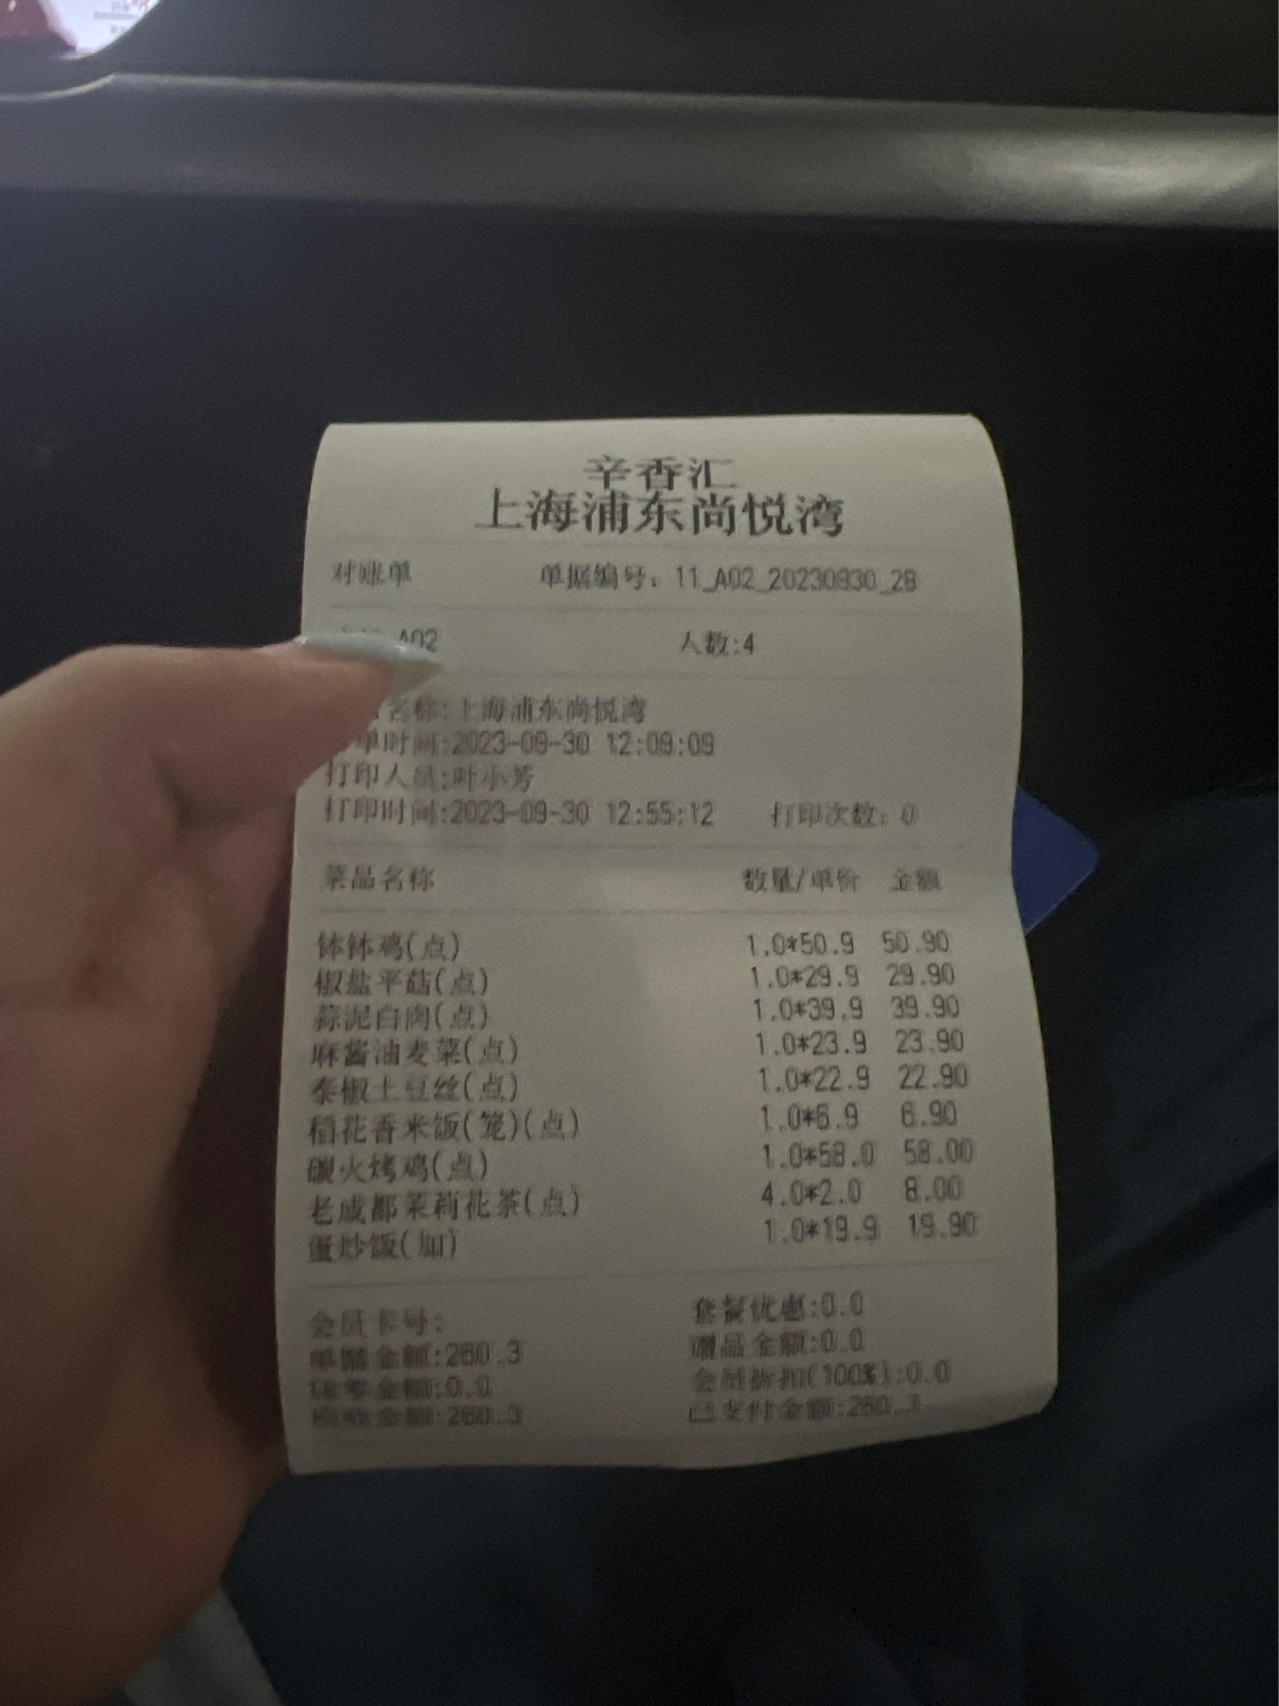 辛香汇
上海浦东尚悦湾
对账单 单据编号：11_A02_20230930_28
A02 人数:4
名称:上海浦东尚悦湾
单时间:2023-09-30 12:09:09
打印人员:叶小芳
打印时间:2023-09-30 12:55:12 打印次数：0
菜品名称 数量/单价 金额
钵钵鸡(点) 1.0*50.9 50.90
椒盐平菇(点) 1.0*29.9 29.90
蒜泥白肉(点) 1.0*39.9 39.90
麻酱油麦菜(点) 1.0*23.9 23.90
泰椒土豆丝(点) 1.0*22.9 22.90
稻花香米饭(笼)(点) 1.0*6.9 6.90
碳火烤鸡(点) 1.0*58.0 58.00
老成都茉莉花茶(点) 4.0*2.0 8.00
蛋炒饭(加) 1.0*19.9 19.90
会员卡号： 套餐优惠:0.0
单据金额:260.3 赠品金额:0.0
抹零金额:0.0 会员折扣(100%):0.0
应收金额:260.3 已支付金额:260.3